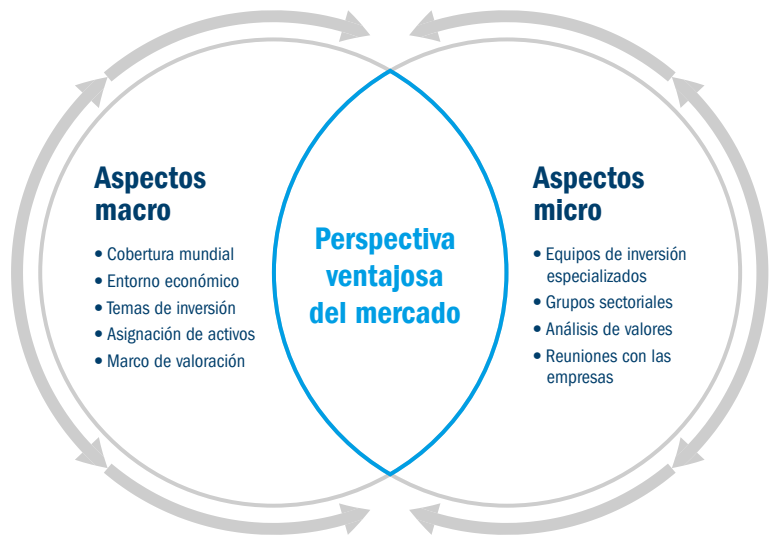 Aspectos
macro
• Cobertura mundial
• Entorno económico
• Temas de inversión
• Asignación de activos
• Marco de valoración
Perspectiva
ventajosa
del mercado
Aspectos
micro
• Equipos de inversión
especializados
• Grupos sectoriales
• Análisis de valores
• Reuniones con las
empresas